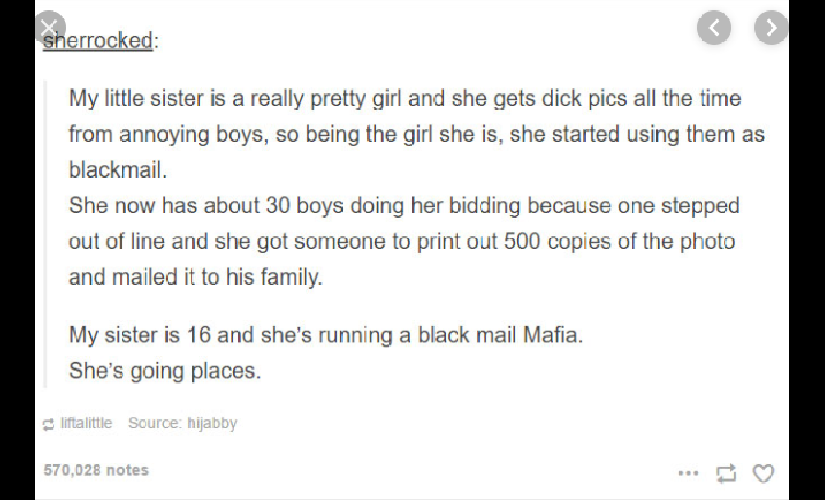 sherrocked:
My little sister is a really pretty girl and she gets dick pics all the time
from annoying boys, so being the girl she is, she started using them as
blackmail.
She now has about 30 boys doing her bidding because one stepped
out of line and she got someone to print out 500 copies of the photo
and mailed it to his family.
My sister is 16 and she's running a black mail Mafia.
She's going places.
liftalittle Source: hijabby
570,028 notes